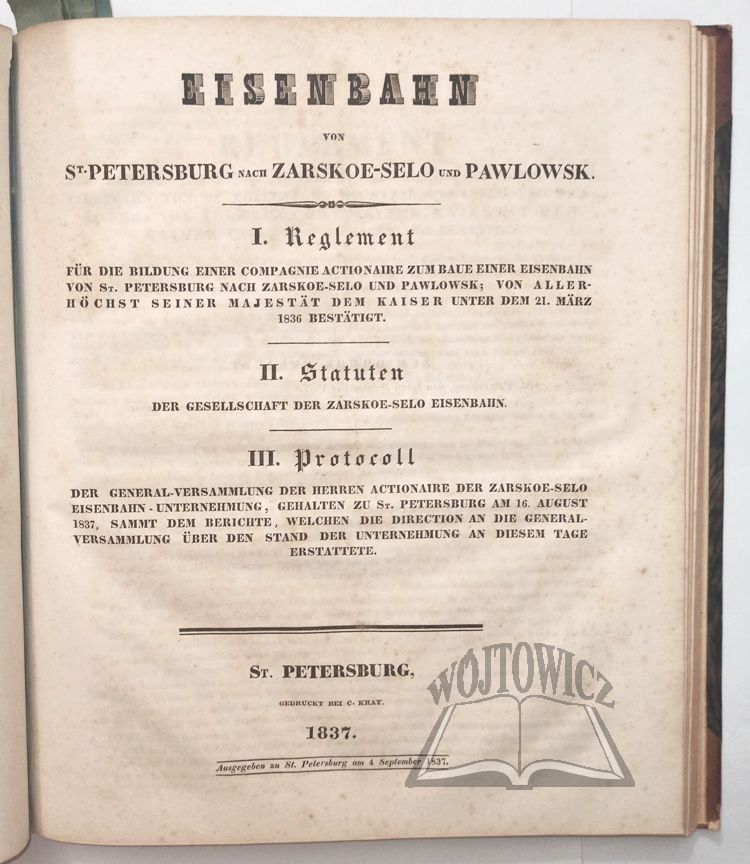 EISENBAHN
VON
ST. PETERSBURG NACH ZARSKOE-SELO UND PAWLOWSK.
I. Reglement
FÜR DIE BILDUNG EINER COMPAGNIE ACTIONAIRE ZUM BAUE EINER EISENBAHN
VON ST. PETERSBURG NACH ZARSKOE-SELO UND PAWLOWSK; VON ALLER-
HÖCHST SEINER MAJESTÄT DEM KAISER UNTER DEM 21. MÄRZ
1836 BESTÄTIGT.
II. Statuten
DER GESELLSCHAFT DER ZARSKOE-SELO EISENBAHN.
III. Protocoll
DER GENERAL-VERSAMMLUNG DER HERREN ACTIONAIRE DER ZARSKOE-SELO
EISENBAHN-UNTERNEHMUNG, GEHALTEN ZU ST. PETERSBURG AM 16. AUGUST
1837, SAMMT DEM BERICHTE, WELCHEN DIE DIRECTION AN DIE GENERAL-
VERSAMMLUNG ÜBER DEN STAND DER UNTERNEHMUNG AN DIESEM TAGE
ERSTATTETE.
ST. PETERSBURG,
GEDRUCKT BEI C. KRAY.
1837.
Ausgegeben zu St. Petersburg am 4 September 1837.
WÓJTOWICZ